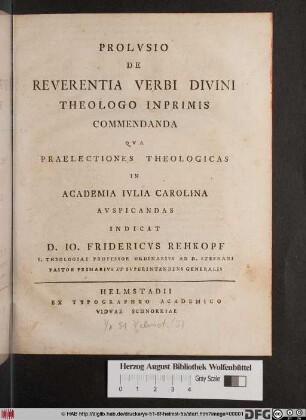 PROLVSIO
DE
REVERENTIA VERBI DIVINI
THEOLOGO INPRIMIS
COMMENDANDA
QVA
PRAELECTIONES THEOLOGICAS
IN
ACADEMIA IVLIA CAROLINA
AVSPICANDAS
INDICAT
D. IO. FRIDERICVS REHKOPF
S. THEOLOGIAE PROFESSOR ORDINARIVS AD D. STEPHANI
PASTOR PRIMARIVS ET SVPERINTENDENS GENERALIS
HELMSTADII
EX TYPOGRAPHEO ACADEMICO
VIDVAE SCHNORRIAE
Herzog August Bibliothek Wolfenbüttel
0 1 2 3 4 Gray Scale
DFG